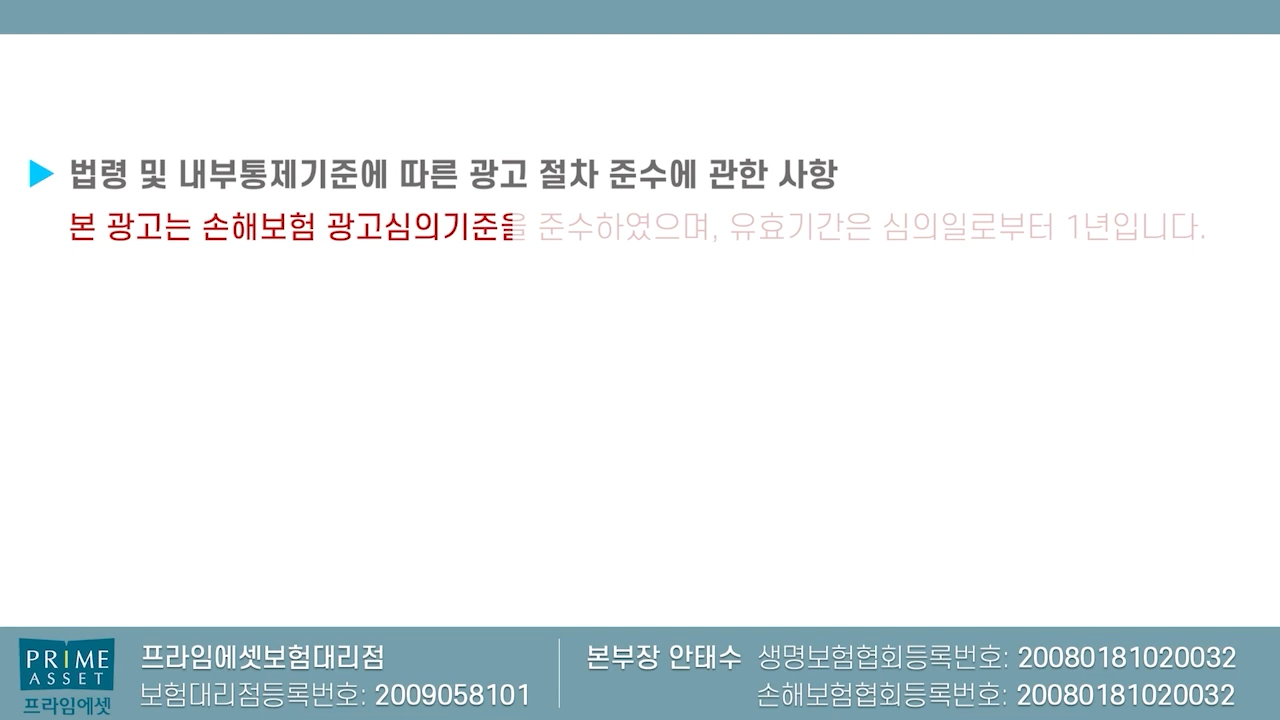 ▶ 법령 및 내부통제기준에 따른 광고 절차 준수에 관한 사항
본 광고는 손해보험 광고심의기준을 준수하였으며, 유효기간은 심의일로부터 1년입니다.
PRIME
ASSET
프라임에셋
프라임에셋보험대리점
보험대리점등록번호: 2009058101
본부장 안태수 생명보험협회등록번호: 20080181020032
손해보험협회등록번호: 20080181020032